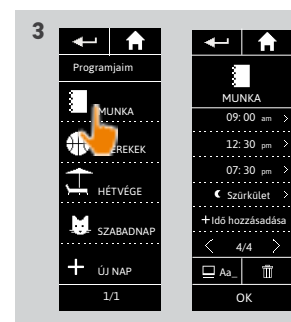 3
Programjaim
MUNKA
EREKEK
HÉTVÉGE
SZABADNAP
+ ÚJ NAP
1/1
MUNKA
09: 00 am >
12: 30 pm >
07: 30 pm >
Szürkület >
+Idő hozzásadása
< 4/4 >
Aa_
OK